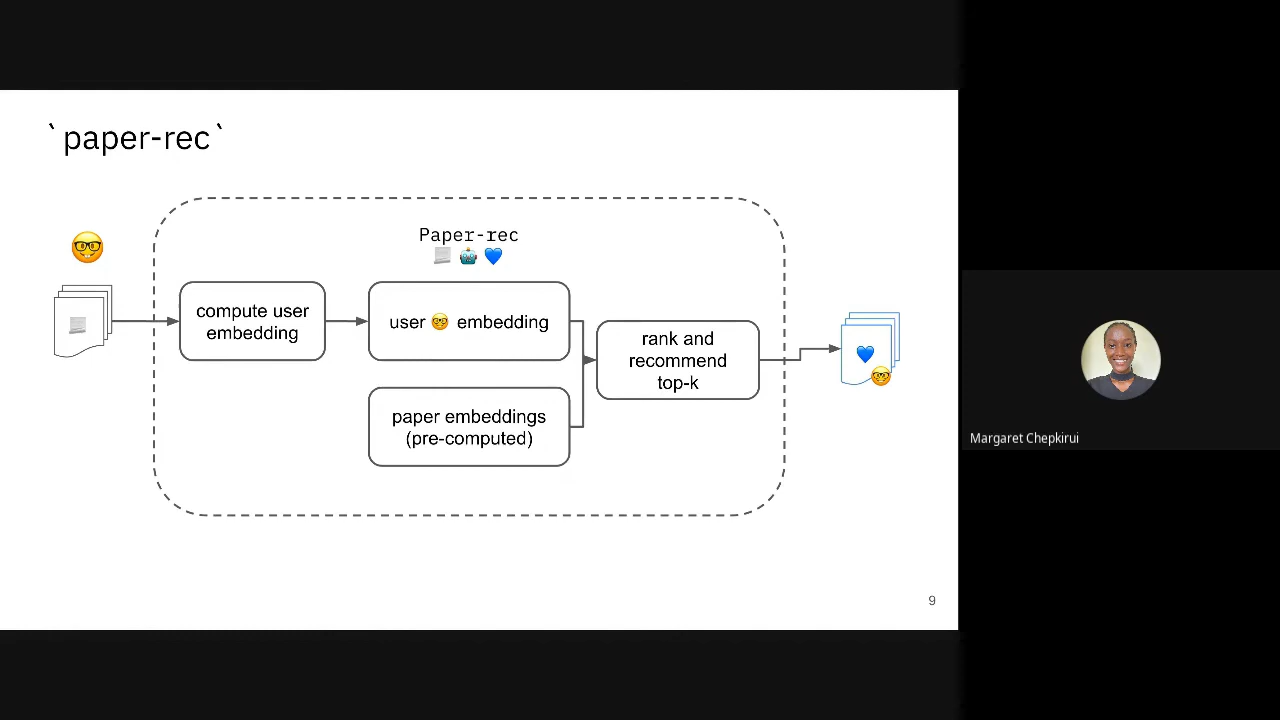 `paper-rec`
Paper-rec
compute user
embedding
user embedding
paper embeddings
(pre-computed)
rank and
recommend
top-k
9
Margaret Chepkirui